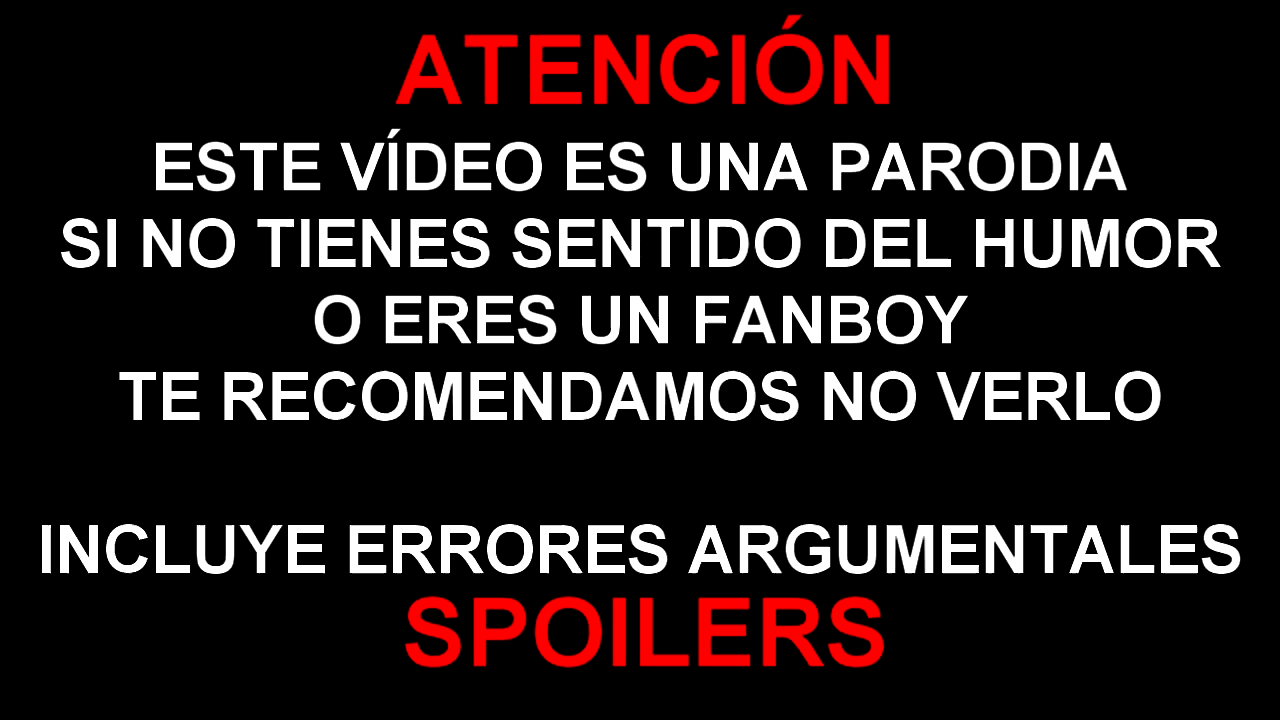 ATENCIÓN
ESTE VÍDEO ES UNA PARODIA
SI NO TIENES SENTIDO DEL HUMOR
O ERES UN FANBOY
TE RECOMENDAMOS NO VERLO
INCLUYE ERRORES ARGUMENTALES
SPOILERS